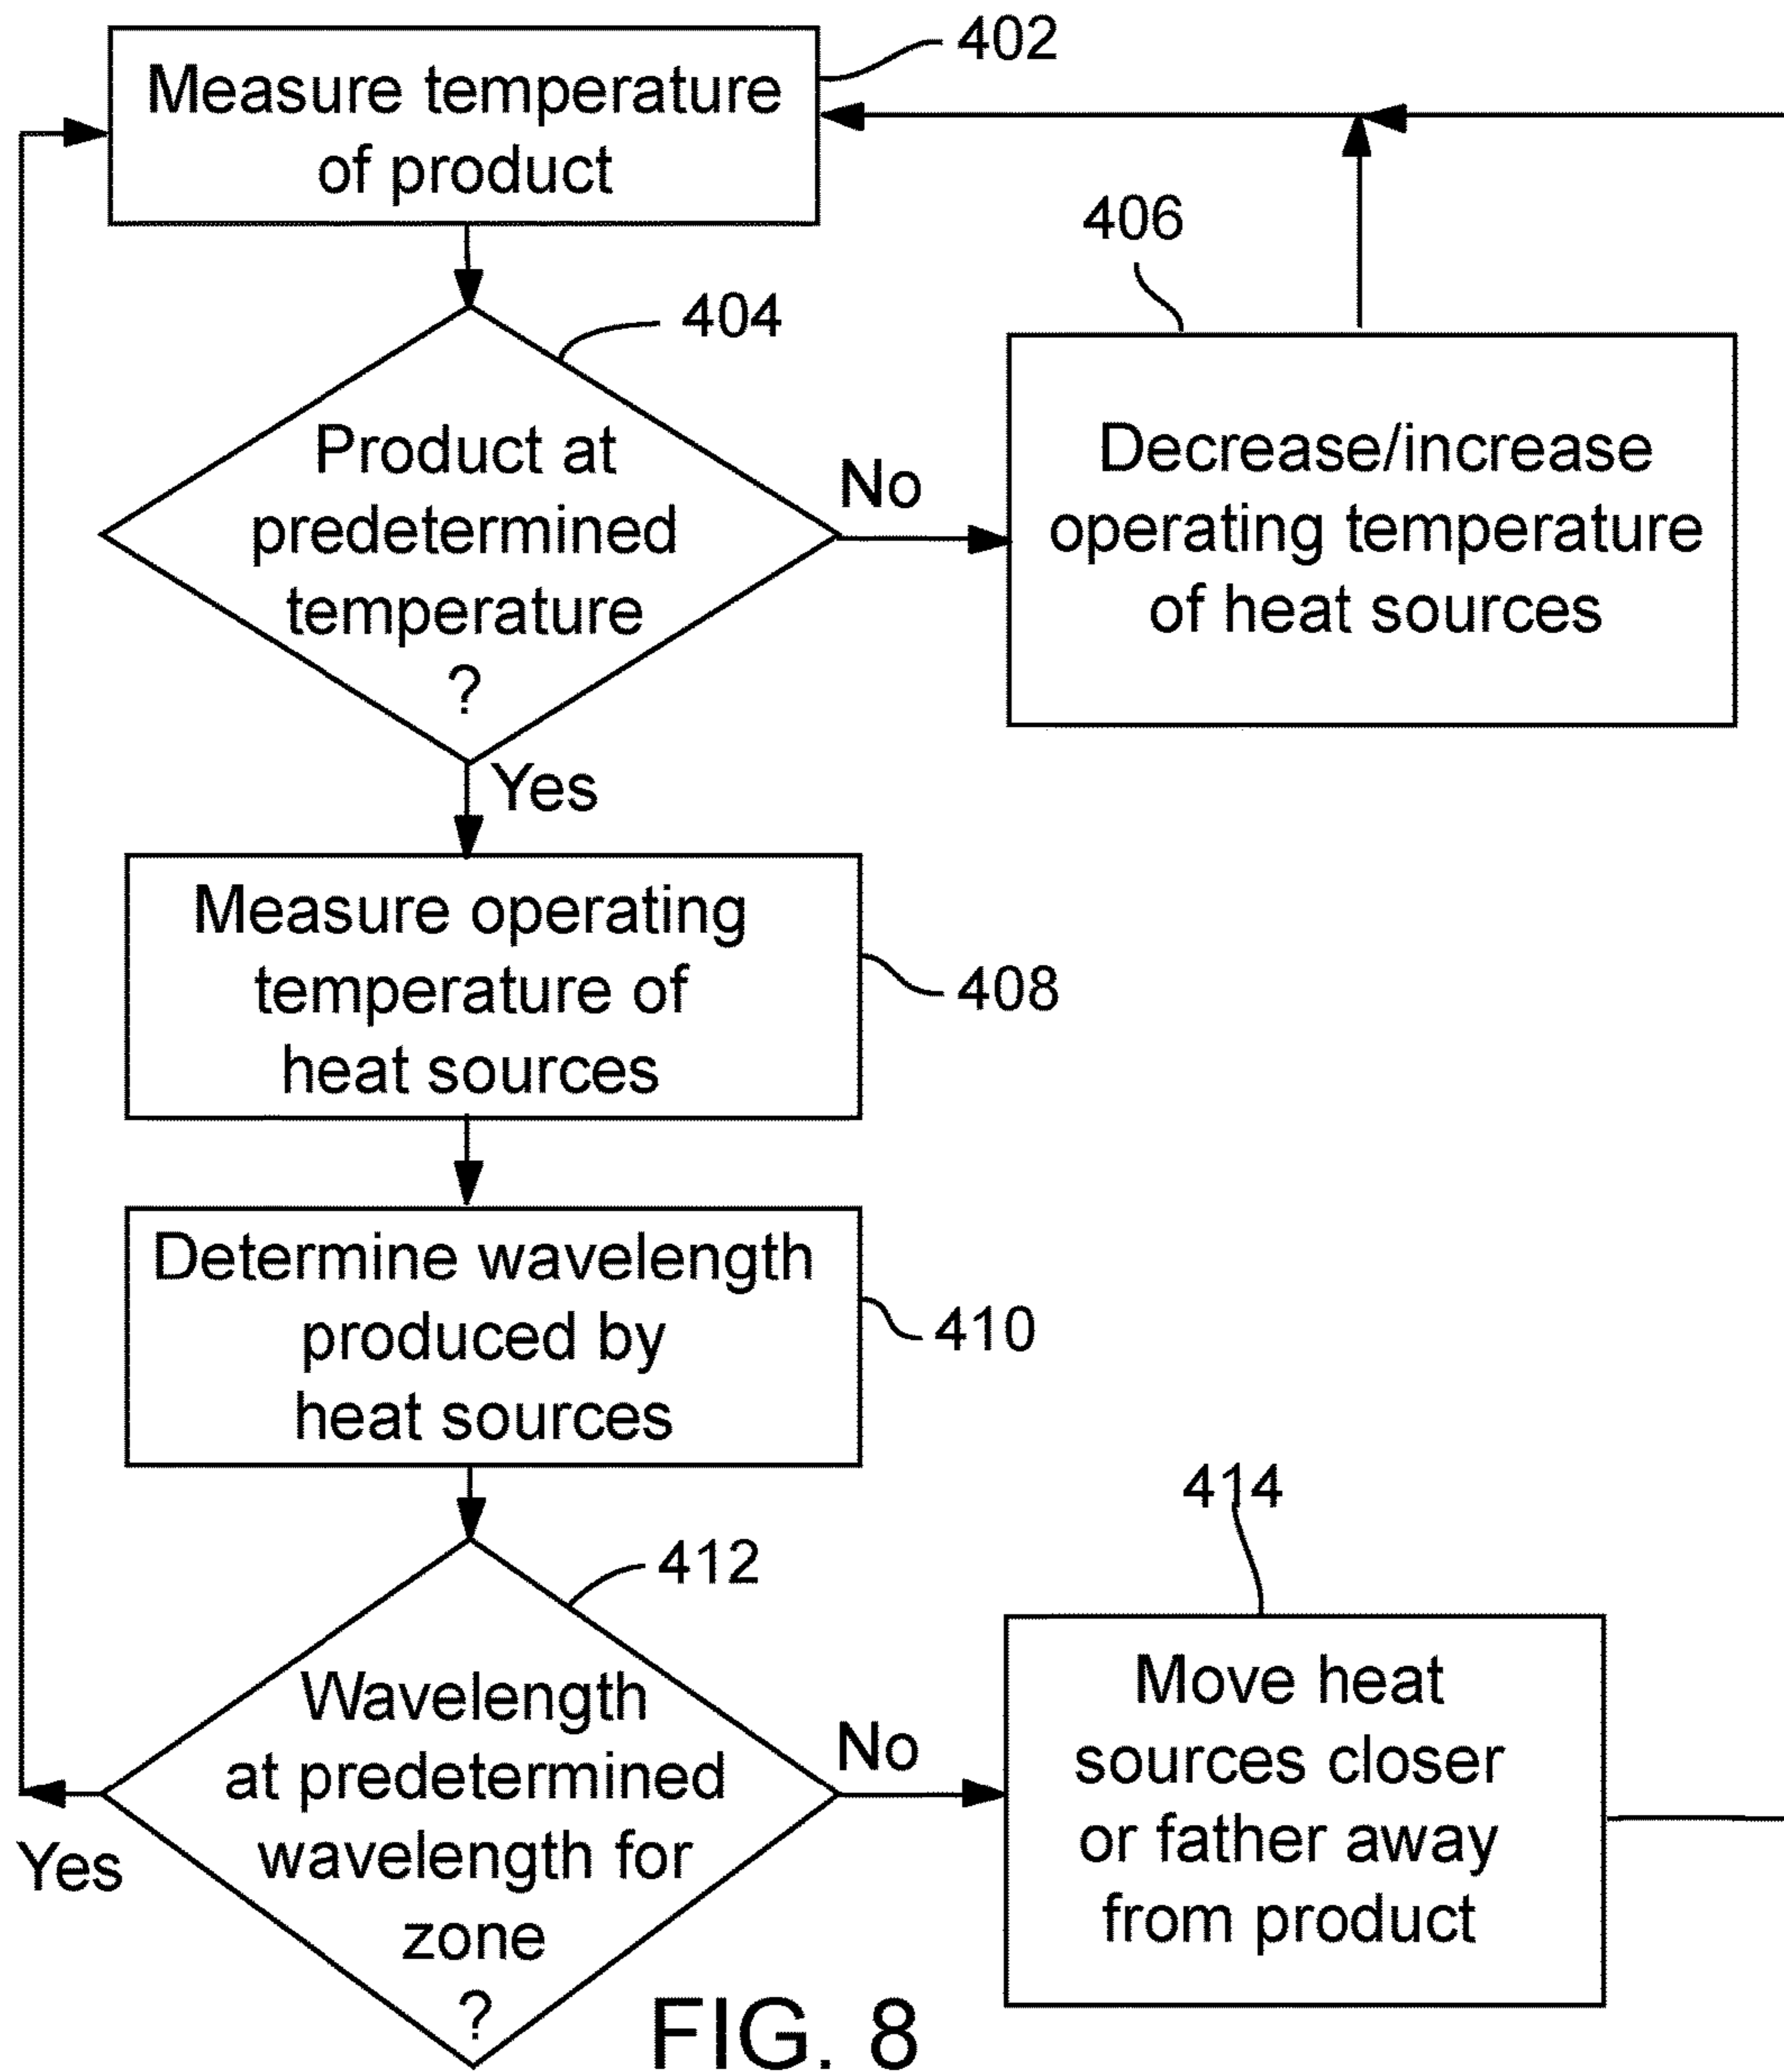 402
Measure temperature
of product
404
Product at
predetermined
temperature
?
No
406
Decrease/increase
operating temperature
of heat sources
Yes
Measure operating
temperature of
heat sources
408
Determine wavelength
produced by
heat sources
410
412
Wavelength
at predetermined
wavelength for
zone
?
Yes
No
414
Move heat
sources closer
or father away
from product
FIG. 8